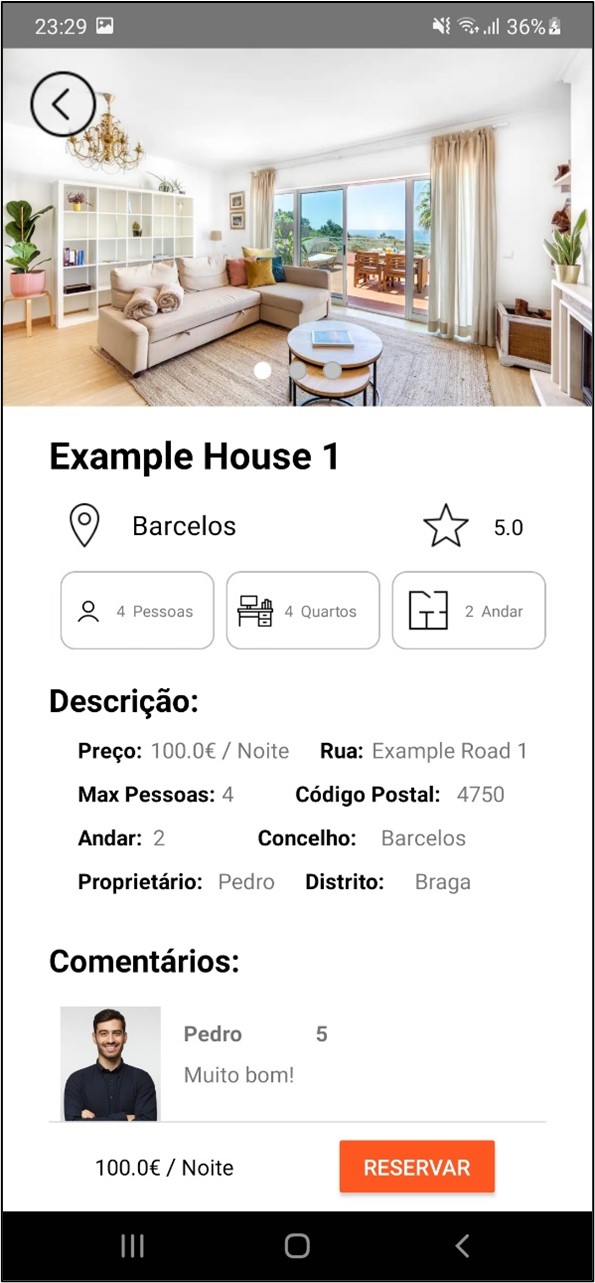 23:29 36%
Example House 1
Barcelos 5.0
4 Pessoas 4 Quartos 2 Andar
Descrição:
Preço: 100.0€ / Noite Rua: Example Road 1
Max Pessoas: 4 Código Postal: 4750
Andar: 2 Concelho: Barcelos
Proprietário: Pedro Distrito: Braga
Comentários:
Pedro 5
Muito bom!
100.0€ / Noite RESERVAR